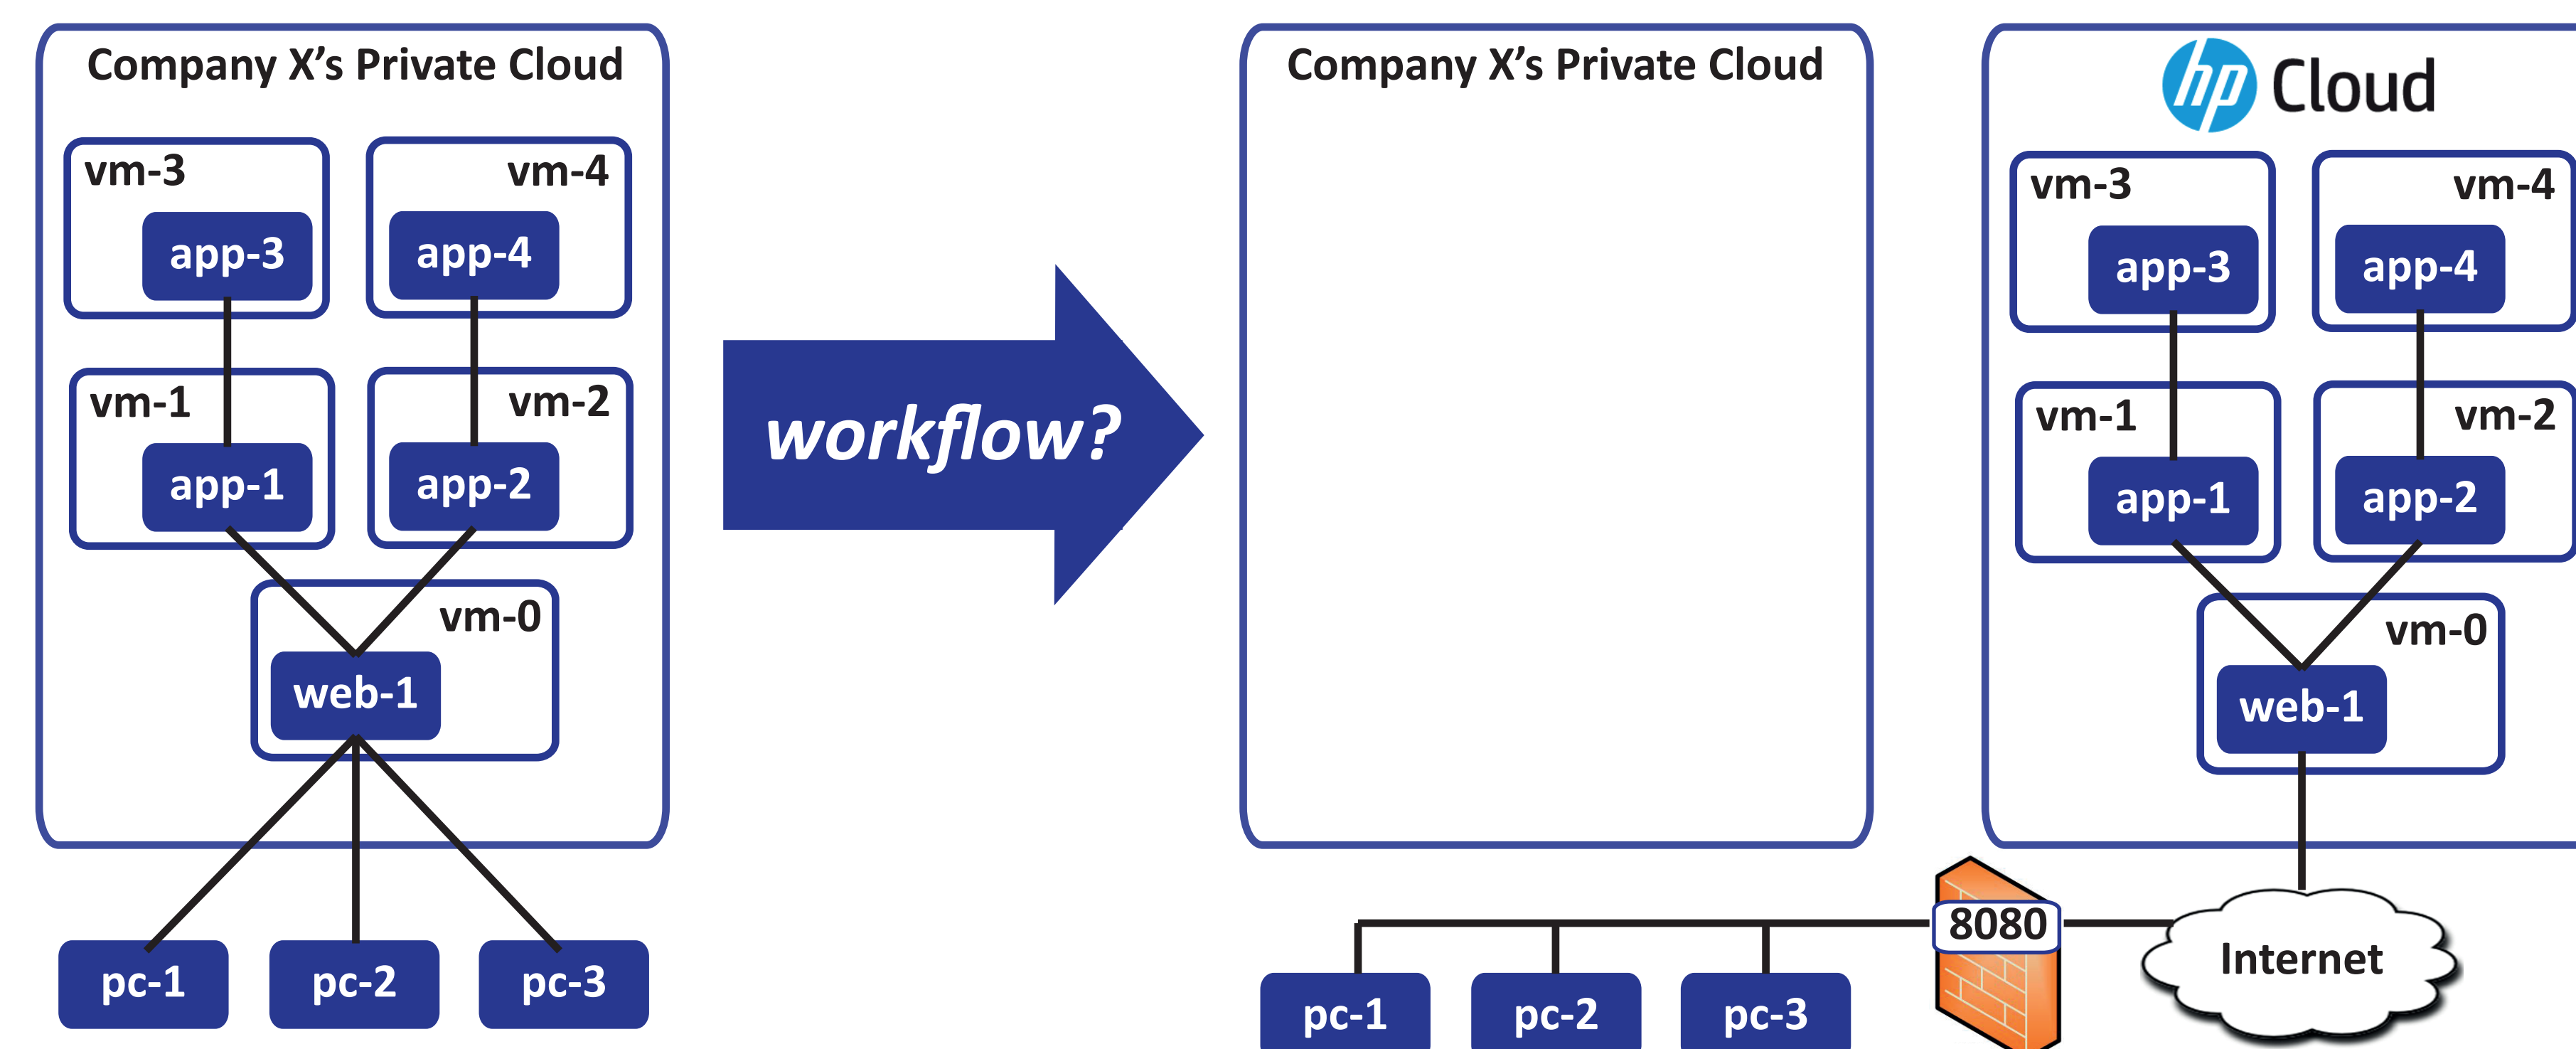 Company X's Private Cloud
vm-3
vm-4
app-3
app-4
vm-1
vm-2
app-1
app-2
vm-0
web-1
pc-1
pc-2
pc-3
workflow?
Company X's Private Cloud
pc-1
pc-2
pc-3
8080
hp Cloud
vm-3
vm-4
app-3
app-4
vm-1
vm-2
app-1
app-2
vm-0
web-1
Internet